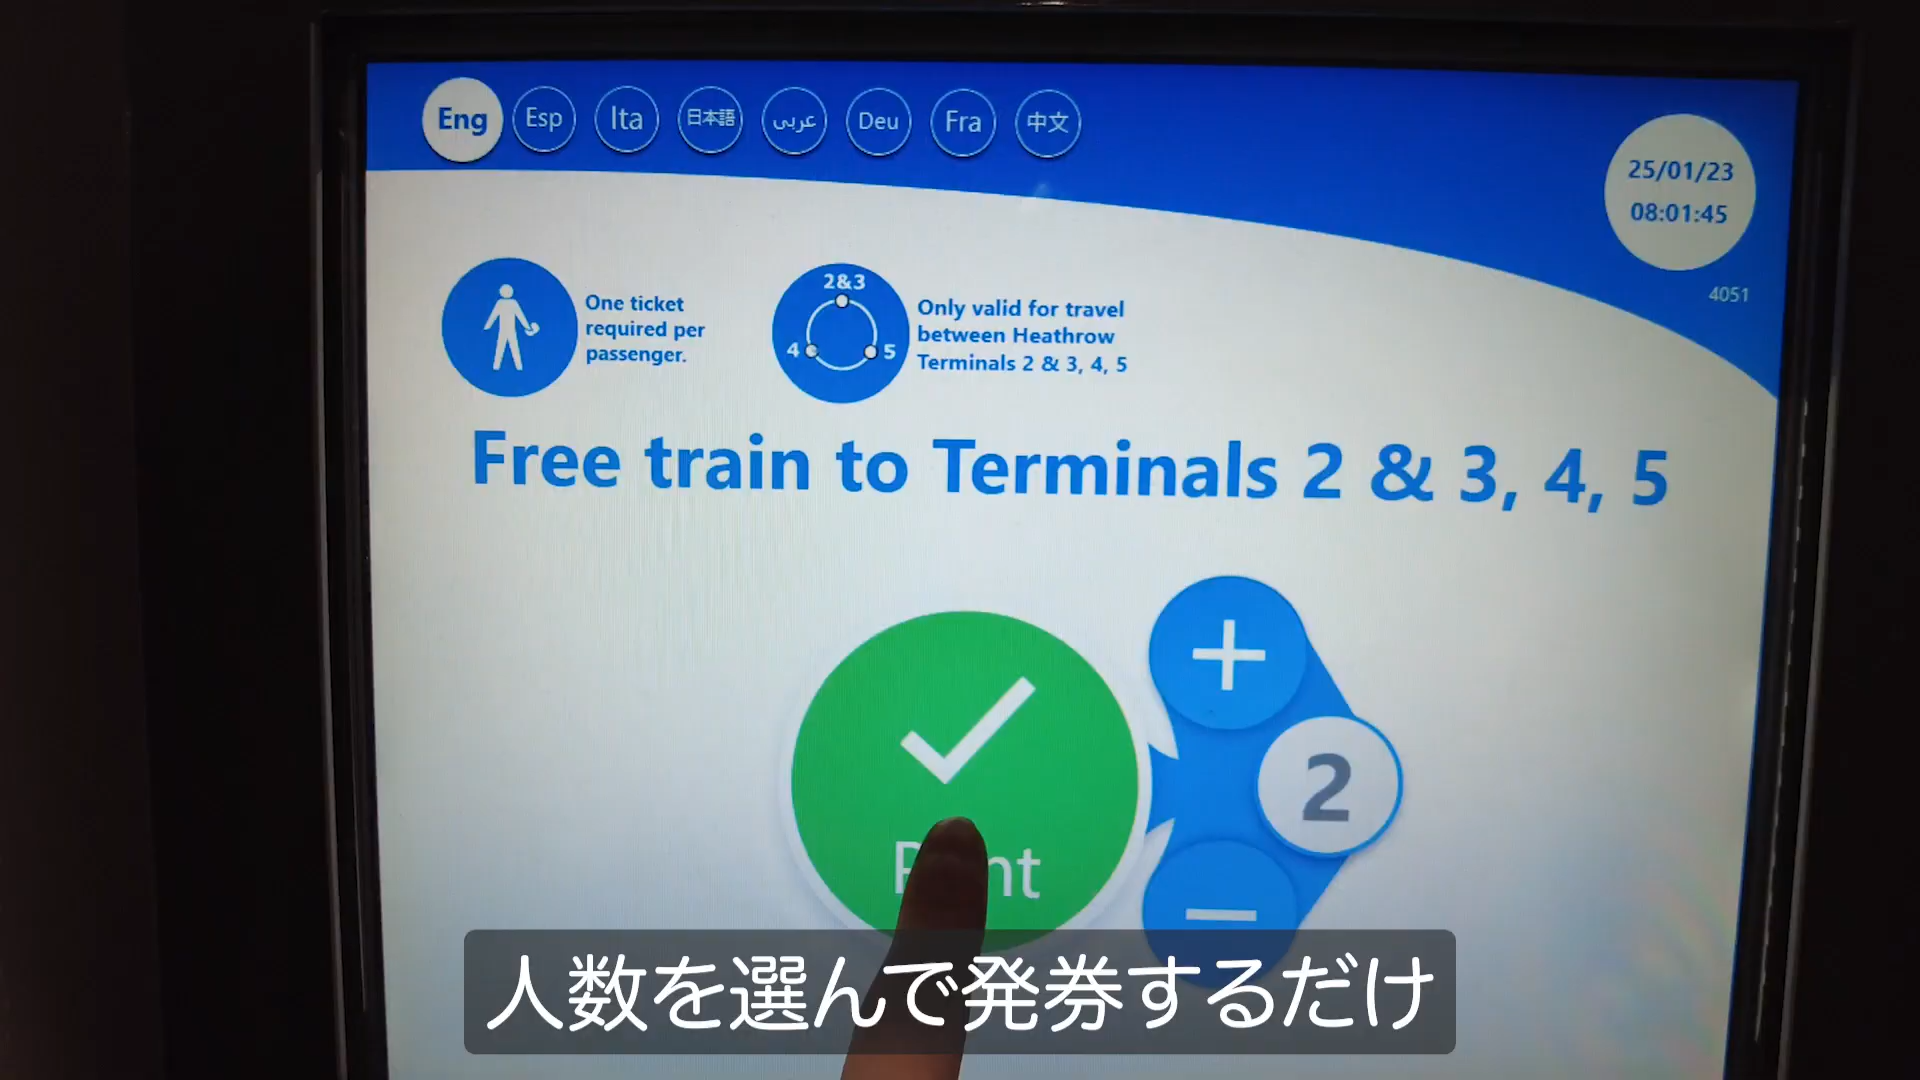 Eng
Esp
Ita
日本語
عربى
Deu
Fra
中文
25/01/23
08:01:45
4051
One ticket
required per
passenger.
2&3
4
5
Only valid for travel
between Heathrow
Terminals 2 & 3, 4, 5
Free train to Terminals 2 & 3, 4, 5
+
2
Print
−
人数を選んで発券するだけ